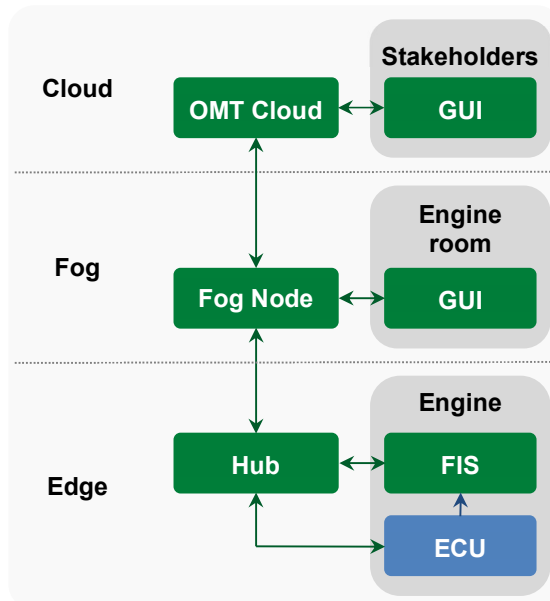 Stakeholders
Cloud
OMT Cloud
GUI
Engine
room
Fog
Fog Node
GUI
Engine
Hub
FIS
Edge
ECU